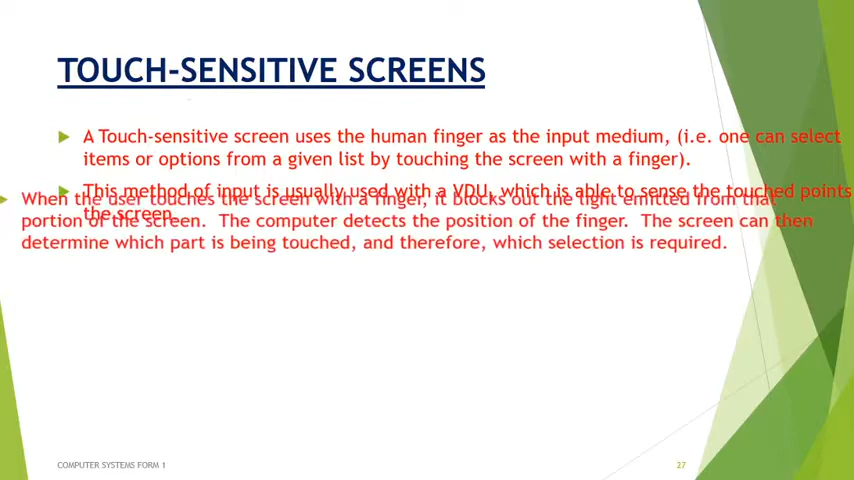 TOUCH-SENSITIVE SCREENS
A Touch-sensitive screen uses the human finger as the input medium, (i.e. one can select
items or options from a given list by touching the screen with a finger).
This method of input is usually used with a VDU, which is able to sense the touched points
the screen.
When the user touches the screen with a finger, it blocks out the light emitted from that
portion of the screen. The computer detects the position of the finger. The screen can then
determine which part is being touched, and therefore, which selection is required.
COMPUTER SYSTEMS FORM 1
27